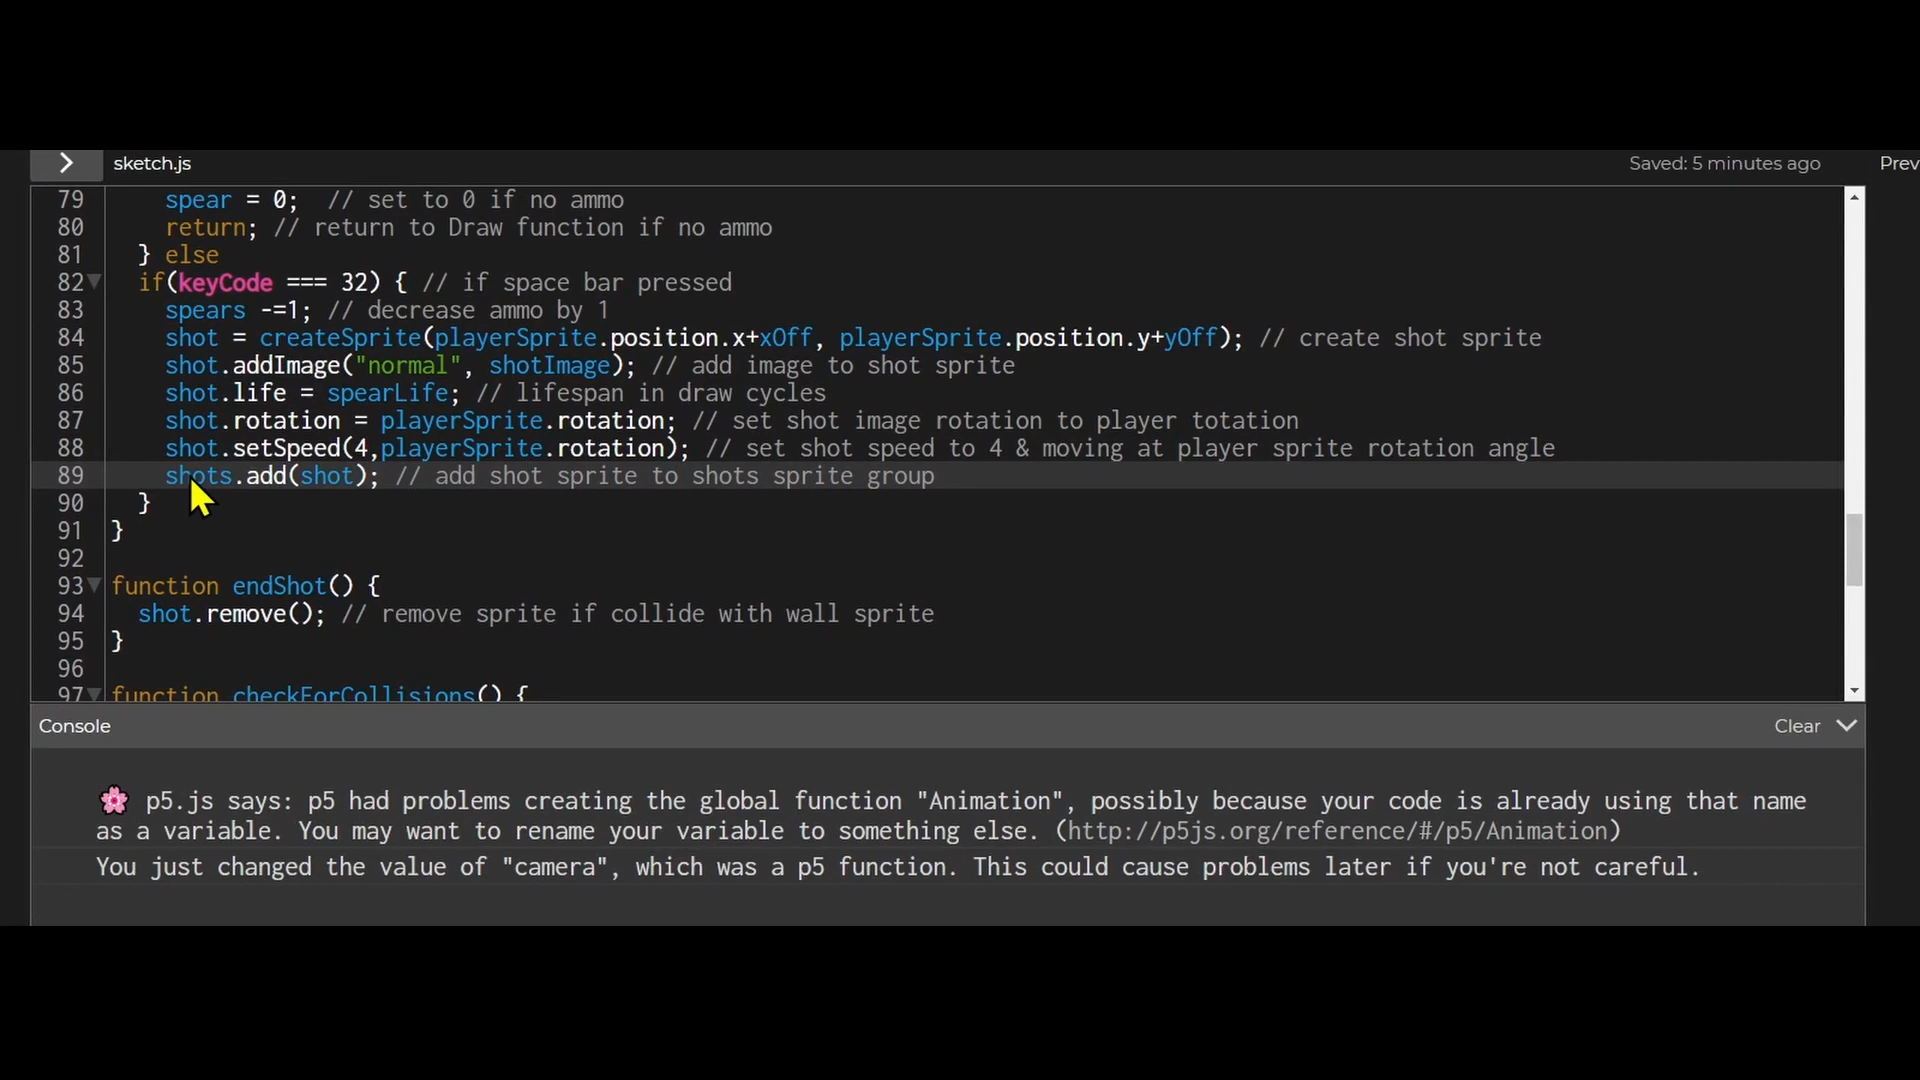 sketch.js
Saved: 5 minutes ago
Prev
79 spear = 0; // set to 0 if no ammo
80 return; // return to Draw function if no ammo
81 } else
82 if(keyCode === 32) { // if space bar pressed
83 spears -=1; // decrease ammo by 1
84 shot = createSprite(playerSprite.position.x+xOff, playerSprite.position.y+yOff); // create shot sprite
85 shot.addImage("normal", shotImage); // add image to shot sprite
86 shot.life = spearLife; // lifespan in draw cycles
87 shot.rotation = playerSprite.rotation; // set shot image rotation to player totation
88 shot.setSpeed(4,playerSprite.rotation); // set shot speed to 4 & moving at player sprite rotation angle
89 shots.add(shot); // add shot sprite to shots sprite group
90 }
91 }
92
93 function endShot() {
94 shot.remove(); // remove sprite if collide with wall sprite
95 }
96
97 function checkForCollisions() {
Console
Clear
🌸 p5.js says: p5 had problems creating the global function "Animation", possibly because your code is already using that name
as a variable. You may want to rename your variable to something else. (http://p5js.org/reference/#/p5/Animation)
You just changed the value of "camera", which was a p5 function. This could cause problems later if you're not careful.